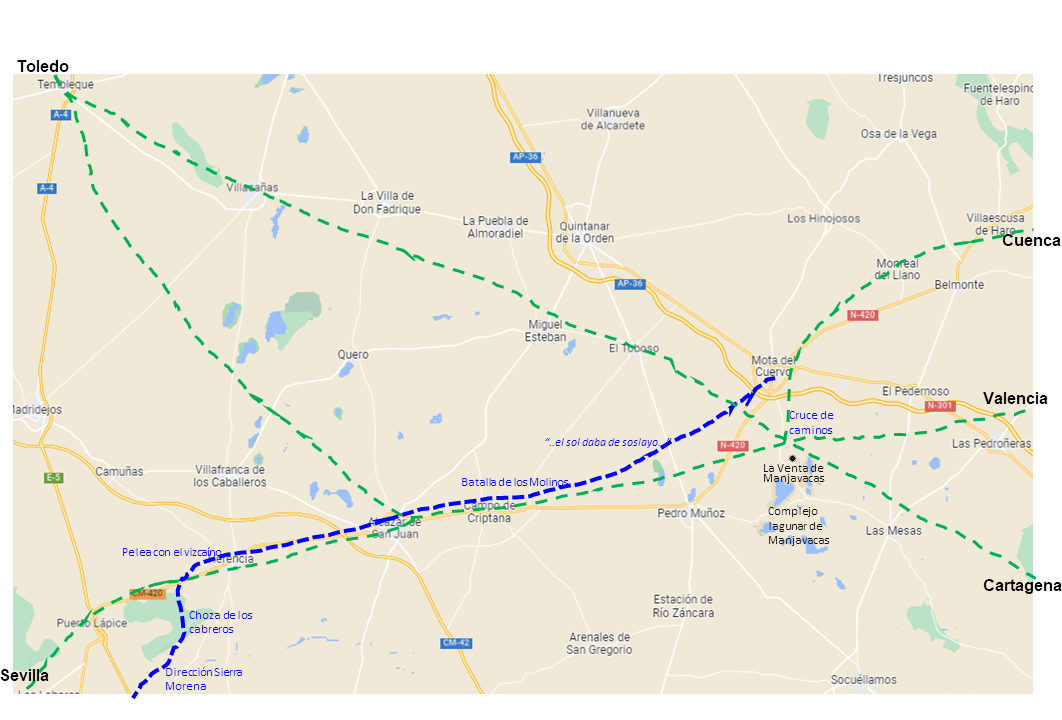 Toledo
Tembleque
Tresjuncos
Fuentelespino
de Haro
A-4
Villanueva
de Alcardete
Osa de la Vega
AP-36
A-4
Villacañas
La Villa de
Don Fadrique
La Puebla de
Almoradiel
Quintanar
de la Orden
Los Hinojosos
Villaescusa
de Haro
Cuenca
Monreal
del Llano
AP-36
Belmonte
N-420
Miguel
Esteban
El Toboso
Quero
Mota del
Cuervo
El Pedernoso
Valencia
N-301
Madridejos
Cruce de
caminos
"..el sol daba de soslayo..."
N-420
Las Pedroñeras
Camuñas
Villafranca de
los Caballeros
E-5
La Venta de
Manjavacas
Batalla de los Molinos
Campo de
Criptana
Pedro Muñoz
Complejo
lagunar de
Manjavacas
Alcázar de
San Juan
Las Mesas
Pelea con el vizcaíno
Herencia
Cartagena
CM-420
Choza de los
cabreros
Puerto Lápice
Estación de
Río Záncara
Arenales de
San Gregorio
CM-42
Sevilla
Dirección Sierra
Morena
Socuéllamos